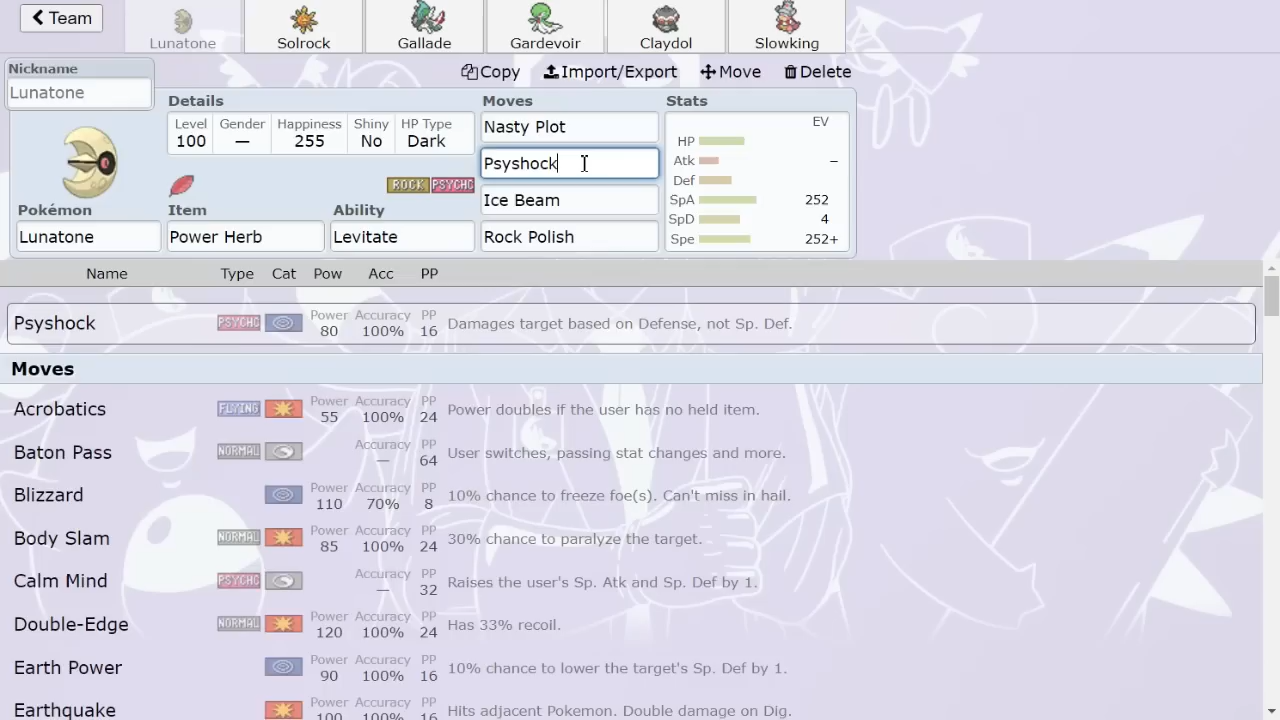 Team
Lunatone Solrock Gallade Gardevoir Claydol Slowking
Nickname
Lunatone
Copy Import/Export Move Delete
Details Moves Stats
Level Gender Happiness Shiny HP Type
100 — 255 No Dark
Nasty Plot
Psyshock
Ice Beam
Rock Polish
EV
HP
Atk –
Def
SpA 252
SpD 4
Spe 252+
ROCK PSYCHC
Pokémon Item Ability
Lunatone Power Herb Levitate
Name Type Cat Pow Acc PP
Psyshock PSYCHC Power 80 Accuracy 100% PP 16 Damages target based on Defense, not Sp. Def.
Moves
Acrobatics FLYING Power 55 Accuracy 100% PP 24 Power doubles if the user has no held item.
Baton Pass NORMAL Accuracy — PP 64 User switches, passing stat changes and more.
Blizzard Power 110 Accuracy 70% PP 8 10% chance to freeze foe(s). Can't miss in hail.
Body Slam NORMAL Power 85 Accuracy 100% PP 24 30% chance to paralyze the target.
Calm Mind PSYCHC Accuracy — PP 32 Raises the user's Sp. Atk and Sp. Def by 1.
Double-Edge NORMAL Power 120 Accuracy 100% PP 24 Has 33% recoil.
Earth Power Power 90 Accuracy 100% PP 16 10% chance to lower the target's Sp. Def by 1.
Earthquake Power 100 Accuracy 100% PP 16 Hits adjacent Pokemon. Double damage on Dig.